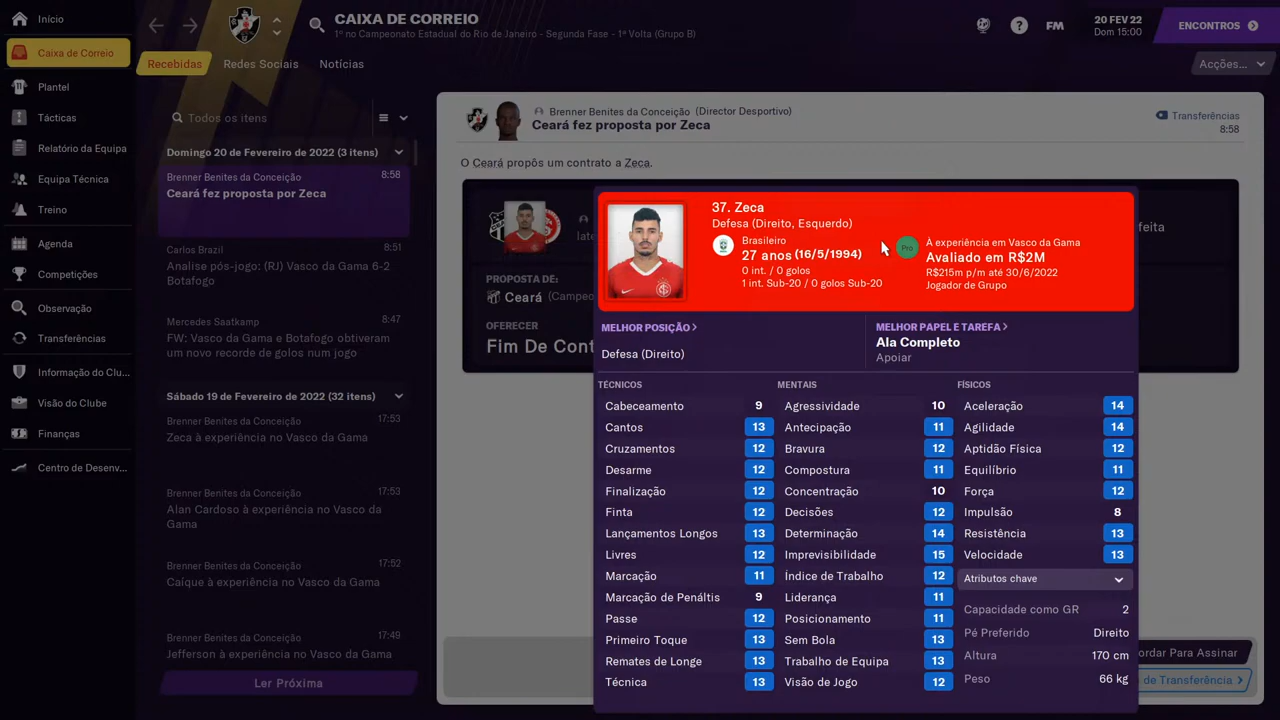 Início
Caixa de Correio
Plantel
Tácticas
Relatório da Equipa
Equipa Técnica
Treino
Agenda
Competições
Observação
Transferências
Informação do Clu...
Visão do Clube
Finanças
Centro de Desenv...
CAIXA DE CORREIO
1º no Campeonato Estadual do Rio de Janeiro - Segunda Fase - 1ª Volta (Grupo B)
FM
20 FEV 22
Dom 15:00
ENCONTROS
Recebidas
Redes Sociais
Notícias
Acções...
Todos os itens
Domingo 20 de Fevereiro de 2022 (3 itens)
Brenner Benites da Conceição
8:58
Ceará fez proposta por Zeca
Carlos Brazil
8:51
Analise pós-jogo: (RJ) Vasco da Gama 6-2
Botafogo
Mercedes Saatkamp
8:47
FW: Vasco da Gama e Botafogo obtiveram
um novo recorde de golos num jogo
Sábado 19 de Fevereiro de 2022 (32 itens)
Brenner Benites da Conceição
17:53
Zeca à experiência no Vasco da Gama
Brenner Benites da Conceição
17:53
Alan Cardoso à experiência no Vasco da
Gama
Brenner Benites da Conceição
17:52
Caíque à experiência no Vasco da Gama
Brenner Benites da Conceição
17:49
Jefferson à experiência no Vasco da Gama
Ler Próxima
Brenner Benites da Conceição (Director Desportivo)
Ceará fez proposta por Zeca
Transferências
8:58
O Ceará propôs um contrato a Zeca.
late
feita
PROPOSTA DE:
Ceará (Campeo
OFERECER
Fim De Cont
37. Zeca
Defesa (Direito, Esquerdo)
Brasileiro
27 anos (16/5/1994)
0 int. / 0 golos
1 int. Sub-20 / 0 golos Sub-20
Pro
À experiência em Vasco da Gama
Avaliado em R$2M
R$215m p/m até 30/6/2022
Jogador de Grupo
MELHOR POSIÇÃO
Defesa (Direito)
MELHOR PAPEL E TAREFA
Ala Completo
Apoiar
TÉCNICOS
Cabeceamento 9
Cantos 13
Cruzamentos 12
Desarme 12
Finalização 12
Finta 12
Lançamentos Longos 13
Livres 12
Marcação 11
Marcação de Penáltis 9
Passe 12
Primeiro Toque 13
Remates de Longe 13
Técnica 13
MENTAIS
Agressividade 10
Antecipação 11
Bravura 12
Compostura 11
Concentração 10
Decisões 12
Determinação 14
Imprevisibilidade 15
Índice de Trabalho 12
Liderança 11
Posicionamento 11
Sem Bola 13
Trabalho de Equipa 13
Visão de Jogo 12
FÍSICOS
Aceleração 14
Agilidade 14
Aptidão Física 12
Equilíbrio 11
Força 12
Impulsão 8
Resistência 13
Velocidade 13
Atributos chave
Capacidade como GR 2
Pé Preferido Direito
Altura 170 cm
Peso 66 kg
ordar Para Assinar
de Transferência